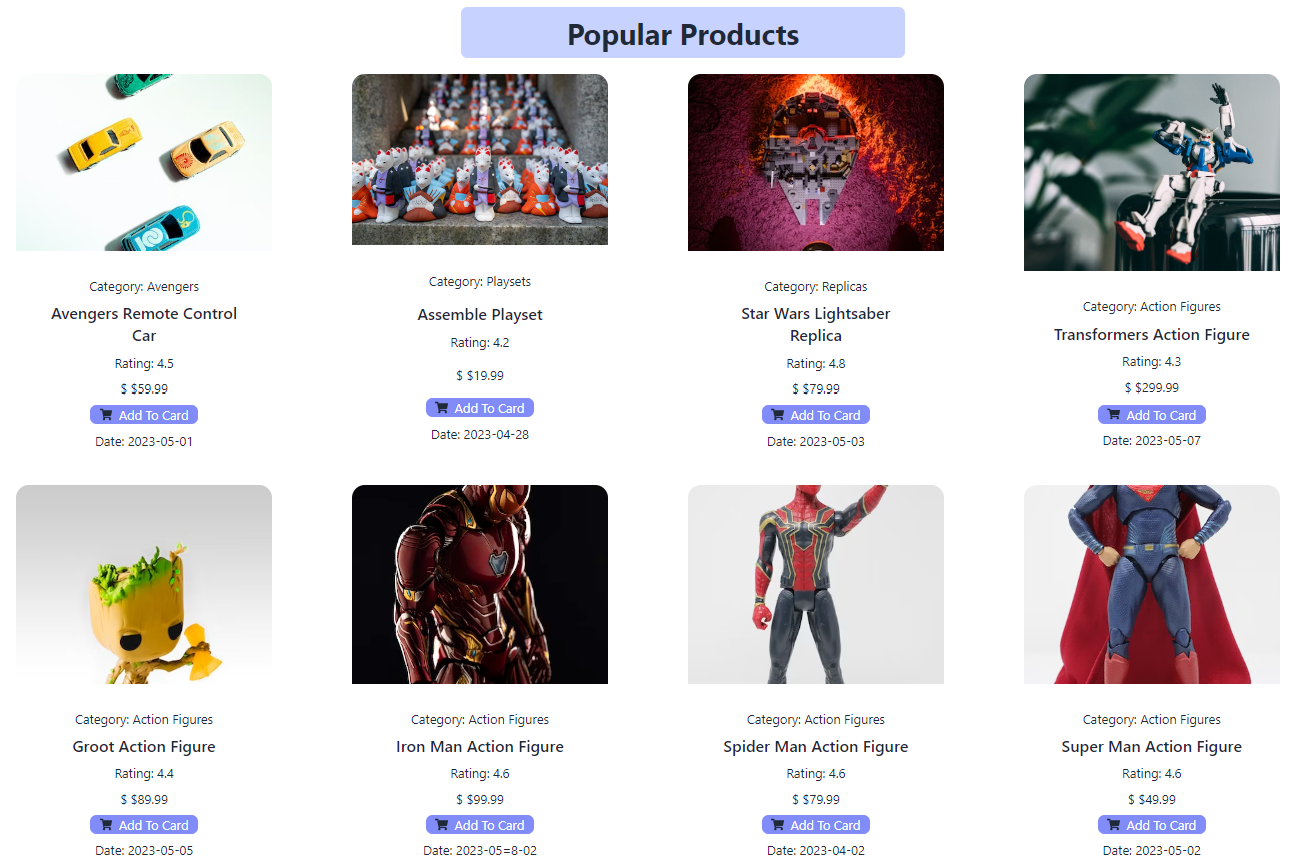 Popular Products
Category: Avengers
Avengers Remote Control
Car
Rating: 4.5
$ $59.99
Add To Card
Date: 2023-05-01
Category: Playsets
Assemble Playset
Rating: 4.2
$ $19.99
Add To Card
Date: 2023-04-28
Category: Replicas
Star Wars Lightsaber
Replica
Rating: 4.8
$ $79.99
Add To Card
Date: 2023-05-03
Category: Action Figures
Transformers Action Figure
Rating: 4.3
$ $299.99
Add To Card
Date: 2023-05-07
Category: Action Figures
Groot Action Figure
Rating: 4.4
$ $89.99
Add To Card
Date: 2023-05-05
Category: Action Figures
Iron Man Action Figure
Rating: 4.6
$ $99.99
Add To Card
Date: 2023-05=8-02
Category: Action Figures
Spider Man Action Figure
Rating: 4.6
$ $79.99
Add To Card
Date: 2023-04-02
Category: Action Figures
Super Man Action Figure
Rating: 4.6
$ $49.99
Add To Card
Date: 2023-05-02